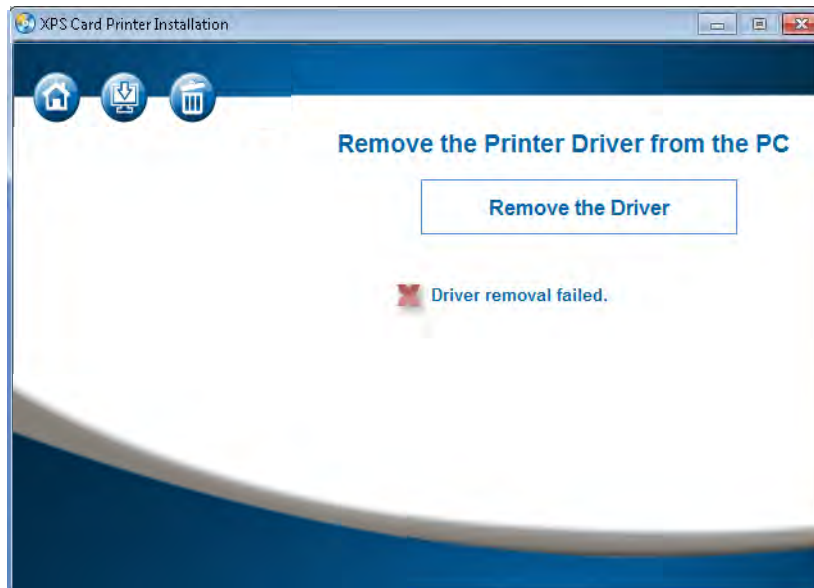 XPS Card Printer Installation
Remove the Printer Driver from the PC
Remove the Driver
Driver removal failed.